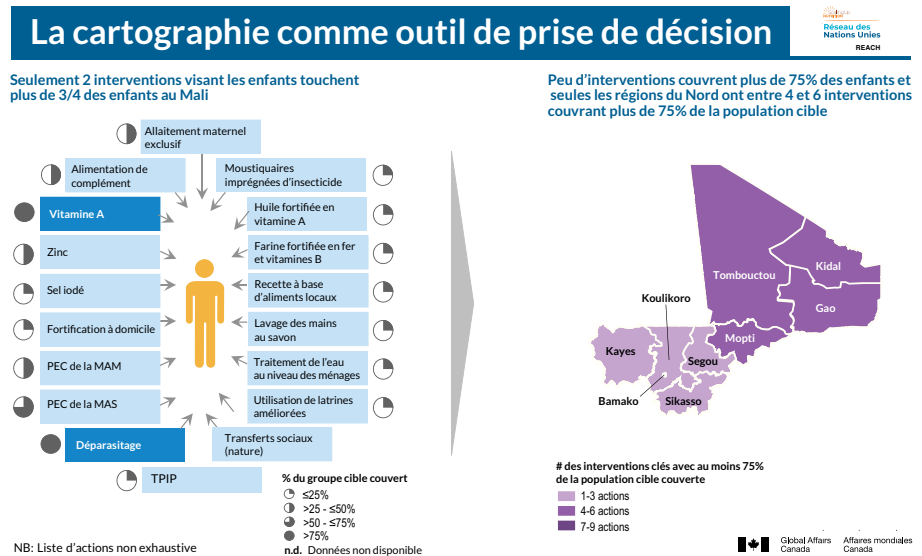 La cartographie comme outil de prise de décision
Réseau des
Nations Unies
REACH
Seulement 2 interventions visant les enfants touchent
plus de 3/4 des enfants au Mali
Peu d'interventions couvrent plus de 75% des enfants et
seules les régions du Nord ont entre 4 et 6 interventions
couvrant plus de 75% de la population cible
Allaitement maternel
exclusif
Alimentation de
complément
Vitamine A
Zinc
Sel iodé
Fortification à domicile
PEC de la MAM
PEC de la MAS
Déparasitage
TPIP
Moustiquaires
imprégnées d'insecticide
Huile fortifiée en
vitamine A
Farine fortifiée en fer
et vitamines B
Recette à base
d'aliments locaux
Lavage des mains
au savon
Traitement de l'eau
au niveau des ménages
Utilisation de latrines
améliorées
Transferts sociaux
(nature)
% du groupe cible couvert
≤25%
>25 - ≤50%
>50 - ≤75%
>75%
n.d. Données non disponible
NB: Liste d'actions non exhaustive
Tombouctou
Kidal
Gao
Koulikoro
Mopti
Kayes
Segou
Bamako
Sikasso
# des interventions clés avec au moins 75%
de la population cible couverte
1-3 actions
4-6 actions
7-9 actions
Global Affairs
Canada
Affaires mondiales
Canada